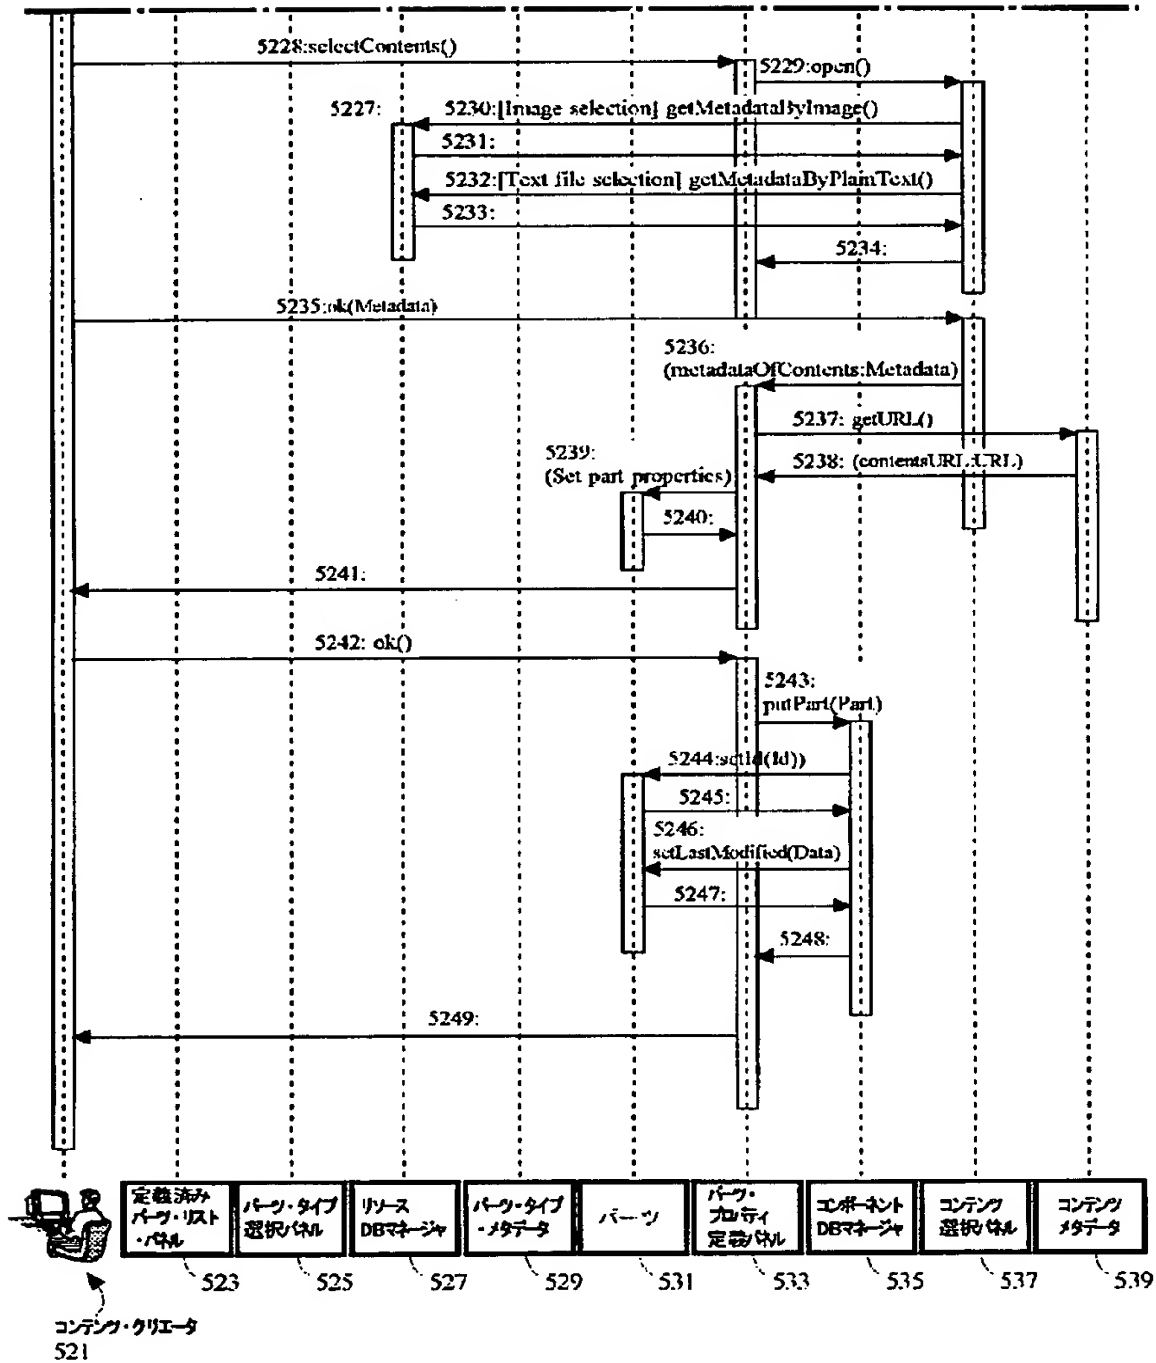 5228:selectContents()
5229:open()
5227:
5230:[Image selection] getMetadataByImage()
5231:
5232:[Text file selection] getMetadataByPlainText()
5233:
5234:
5235:ok(Metadata)
5236:
(metadataOfContents:Metadata)
5237: getURL()
5238: (contentsURL:URL)
5239:
(Set part properties)
5240:
5241:
5242: ok()
5243:
putPart(Part)
5244:setId(Id))
5245:
5246:
setLastModified(Data)
5247:
5248:
5249:
定義済み
パーツ・リスト
・パネル
パーツ・タイプ
選択パネル
リソース
DBマネージャ
パーツ・タイプ
・メタデータ
パーツ
パーツ・
プロパティ
定義パネル
コンポーネント
DBマネージャ
コンテンツ
選択パネル
コンテンツ
メタデータ
523
525
527
529
531
533
535
537
539
コンテンツ・クリエータ
521